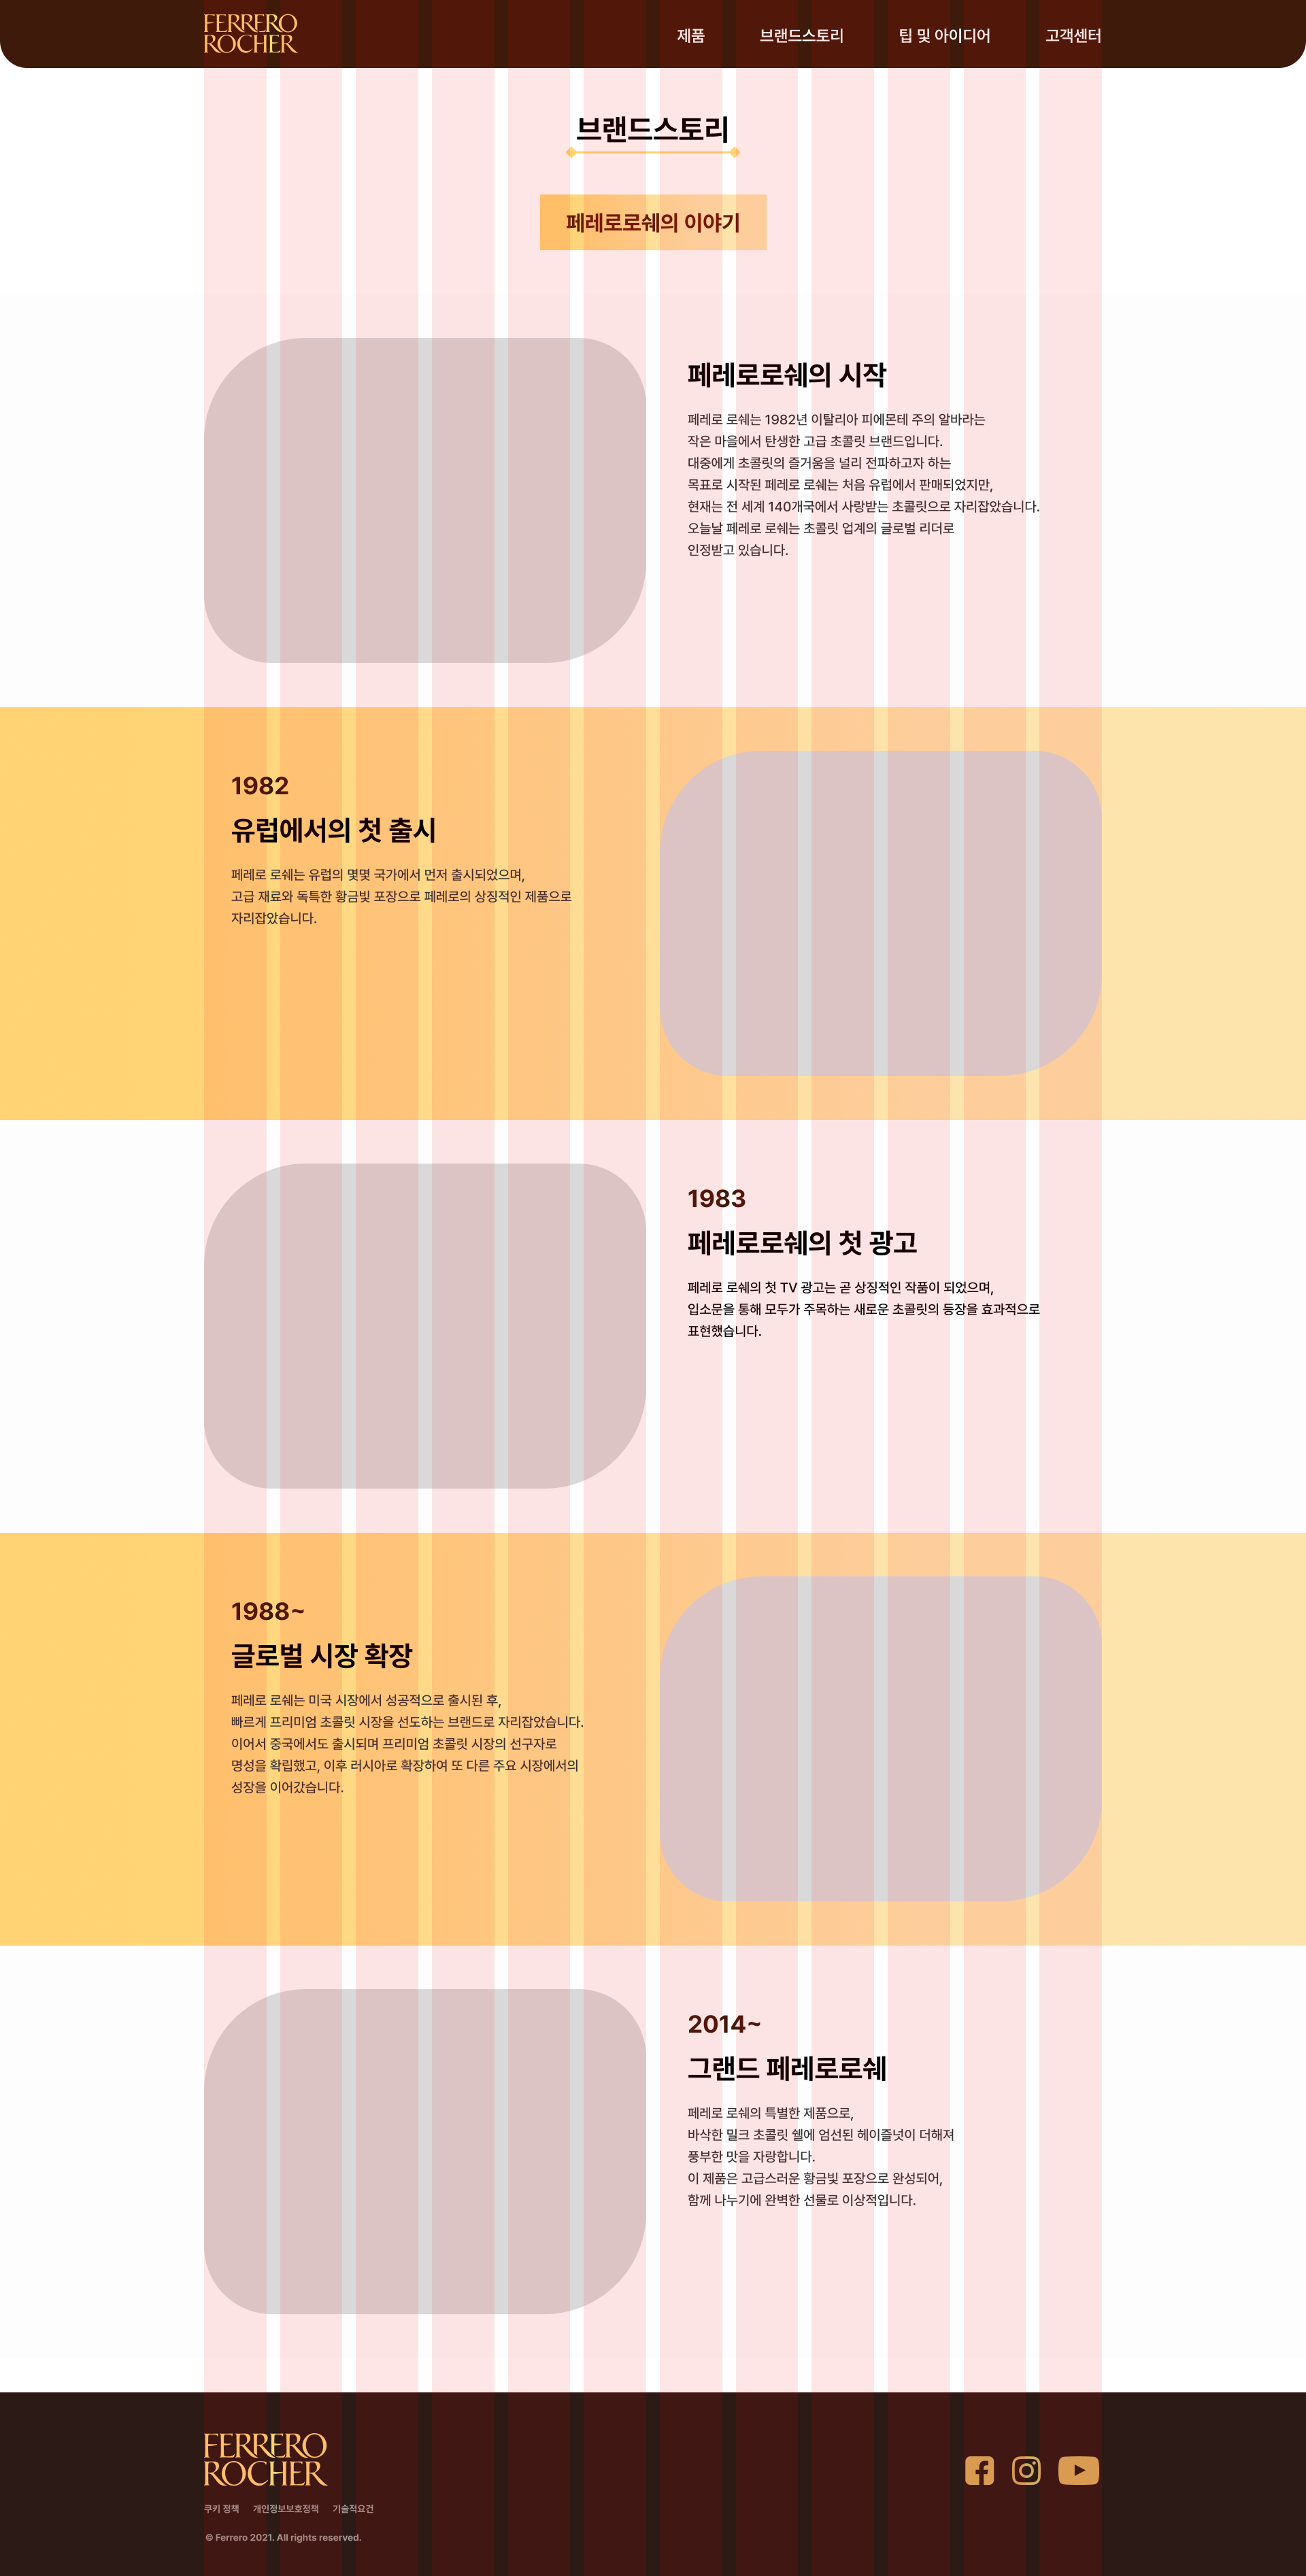 FERRERO
ROCHER
제품
브랜드스토리
팁 및 아이디어
고객센터
브랜드스토리
페레로로쉐의 이야기
페레로로쉐의 시작
페레로 로쉐는 1982년 이탈리아 피에몬테 주의 알바라는
작은 마을에서 탄생한 고급 초콜릿 브랜드입니다.
대중에게 초콜릿의 즐거움을 널리 전파하고자 하는
목표로 시작된 페레로 로쉐는 처음 유럽에서 판매되었지만,
현재는 전 세계 140개국에서 사랑받는 초콜릿으로 자리잡았습니다.
오늘날 페레로 로쉐는 초콜릿 업계의 글로벌 리더로
인정받고 있습니다.
1982
유럽에서의 첫 출시
페레로 로쉐는 유럽의 몇몇 국가에서 먼저 출시되었으며,
고급 재료와 독특한 황금빛 포장으로 페레로의 상징적인 제품으로
자리잡았습니다.
1983
페레로로쉐의 첫 광고
페레로 로쉐의 첫 TV 광고는 곧 상징적인 작품이 되었으며,
입소문을 통해 모두가 주목하는 새로운 초콜릿의 등장을 효과적으로
표현했습니다.
1988~
글로벌 시장 확장
페레로 로쉐는 미국 시장에서 성공적으로 출시된 후,
빠르게 프리미엄 초콜릿 시장을 선도하는 브랜드로 자리잡았습니다.
이어서 중국에서도 출시되며 프리미엄 초콜릿 시장의 선구자로
명성을 확립했고, 이후 러시아로 확장하여 또 다른 주요 시장에서의
성장을 이어갔습니다.
2014~
그랜드 페레로로쉐
페레로 로쉐의 특별한 제품으로,
바삭한 밀크 초콜릿 쉘에 엄선된 헤이즐넛이 더해져
풍부한 맛을 자랑합니다.
이 제품은 고급스러운 황금빛 포장으로 완성되어,
함께 나누기에 완벽한 선물로 이상적입니다.
FERRERO
ROCHER
쿠키 정책
개인정보보호정책
기술적요건
© Ferrero 2021. All rights reserved.